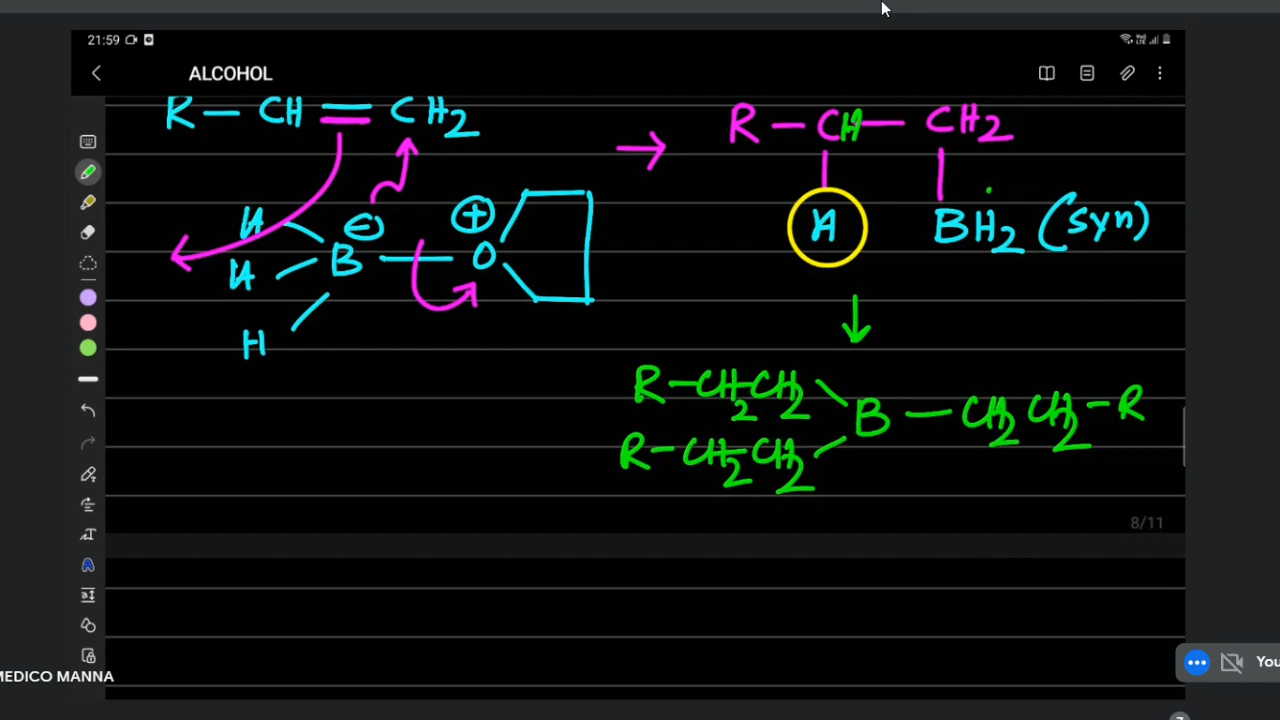 21:59
ALCOHOL
R — CH = CH2 → R — CH — CH2
H BH2 (syn)
H ⊖ ⊕
H B — O
H
↓
R—CH2CH2 B — CH2CH2—R
R—CH2CH2
8/11
MEDICO MANNA
You